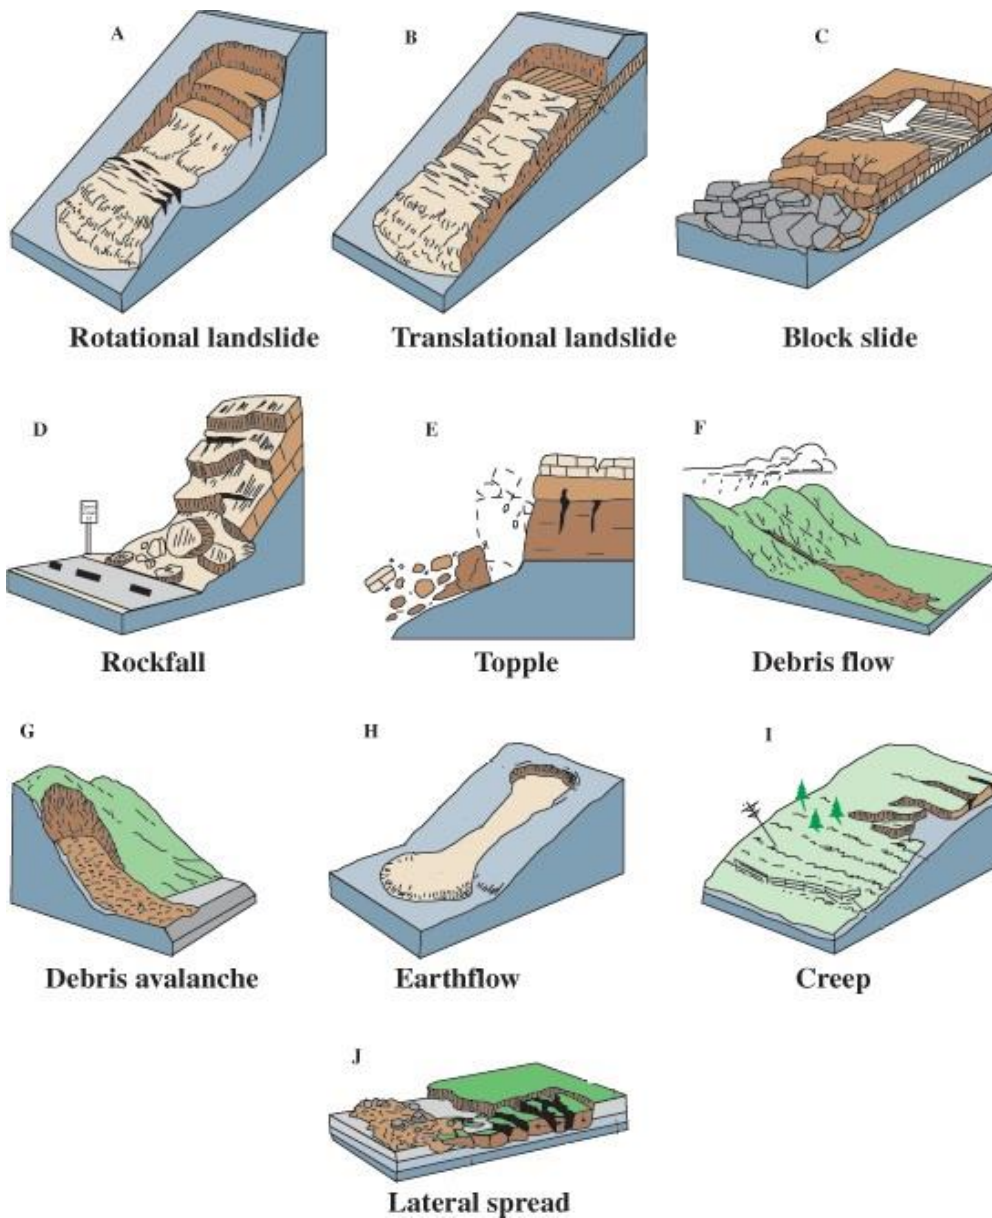 A
B
C
Rotational landslide
Translational landslide
Block slide
D
E
F
Rockfall
Topple
Debris flow
G
H
I
Debris avalanche
Earthflow
Creep
J
Lateral spread